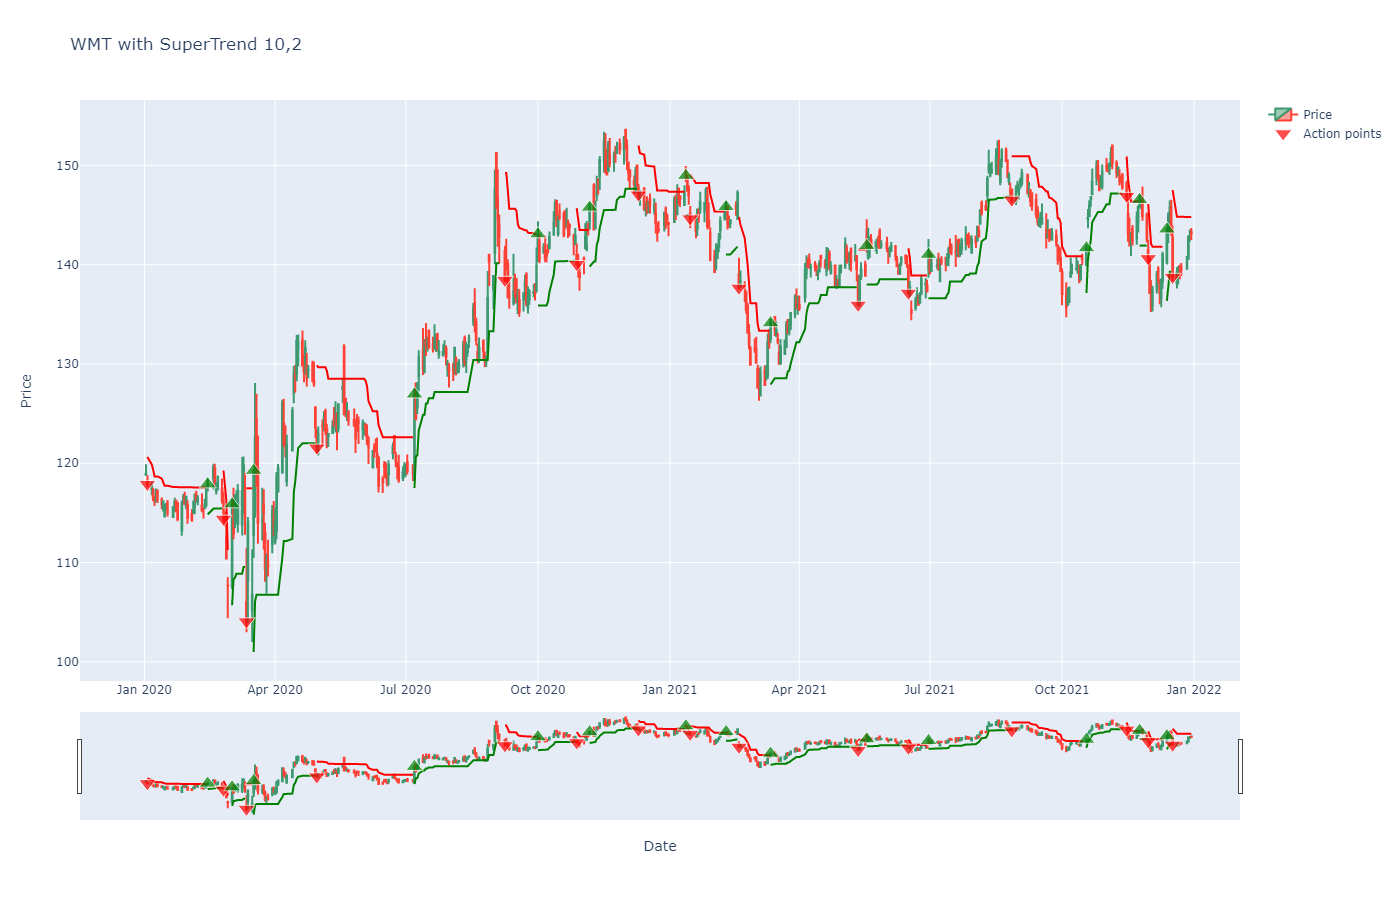 WMT with SuperTrend 10,2
Price
Action points
150
140
130
120
110
100
Price
Jan 2020
Apr 2020
Jul 2020
Oct 2020
Jan 2021
Apr 2021
Jul 2021
Oct 2021
Jan 2022
Date